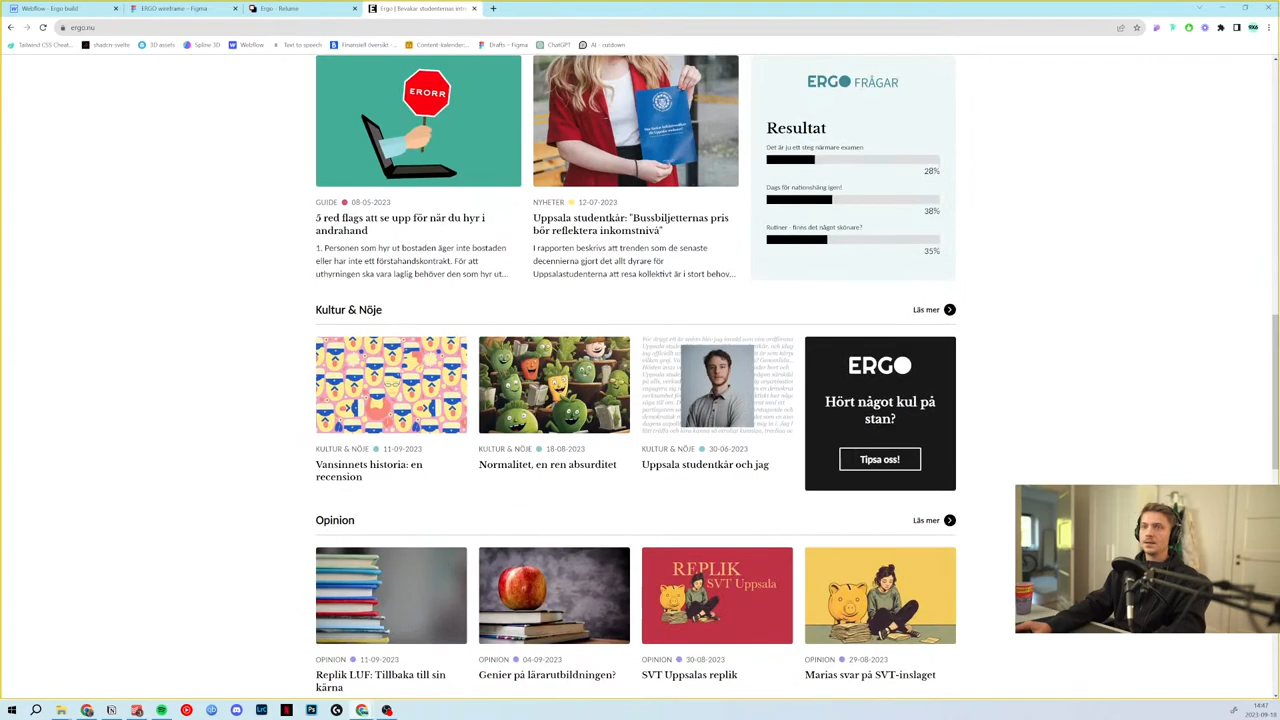 Webflow - Ergo build
ERGO wireframe – Figma
Ergo - Relume
Ergo | Bevakar studenternas intr
ergo.nu
Tailwind CSS Cheat...
shadcn-svelte
3D assets
Spline 3D
Webflow
Text to speech
Finansiell översikt -...
Content-kalender:...
Drafts – Figma
ChatGPT
AI - cutdown
ERORR
ERGO FRÅGAR
Resultat
Det är ju ett steg närmare examen
28%
Dags för nationshäng igen!
38%
Rutiner - finns det något skönare?
35%
GUIDE 08-05-2023
5 red flags att se upp för när du hyr i
andrahand
1. Personen som hyr ut bostaden äger inte bostaden
eller har inte ett förstahandskontrakt. För att
uthyrningen ska vara laglig behöver den som hyr ut...
NYHETER 12-07-2023
Uppsala studentkår: "Bussbiljetternas pris
bör reflektera inkomstnivå"
I rapporten beskrivs att trenden som de senaste
decennierna gjort det allt dyrare för
Uppsalastudenterna att resa kollektivt är i stort behov...
Kultur & Nöje
Läs mer
KULTUR & NÖJE 11-09-2023
Vansinnets historia: en
recension
KULTUR & NÖJE 18-08-2023
Normalitet, en ren absurditet
KULTUR & NÖJE 30-06-2023
Uppsala studentkår och jag
ERGO
Hört något kul på
stan?
Tipsa oss!
Opinion
Läs mer
REPLIK
SVT Uppsala
OPINION 11-09-2023
Replik LUF: Tillbaka till sin
kärna
OPINION 04-09-2023
Genier på lärarutbildningen?
OPINION 30-08-2023
SVT Uppsalas replik
OPINION 29-08-2023
Marias svar på SVT-inslaget
14:47
2023-09-18